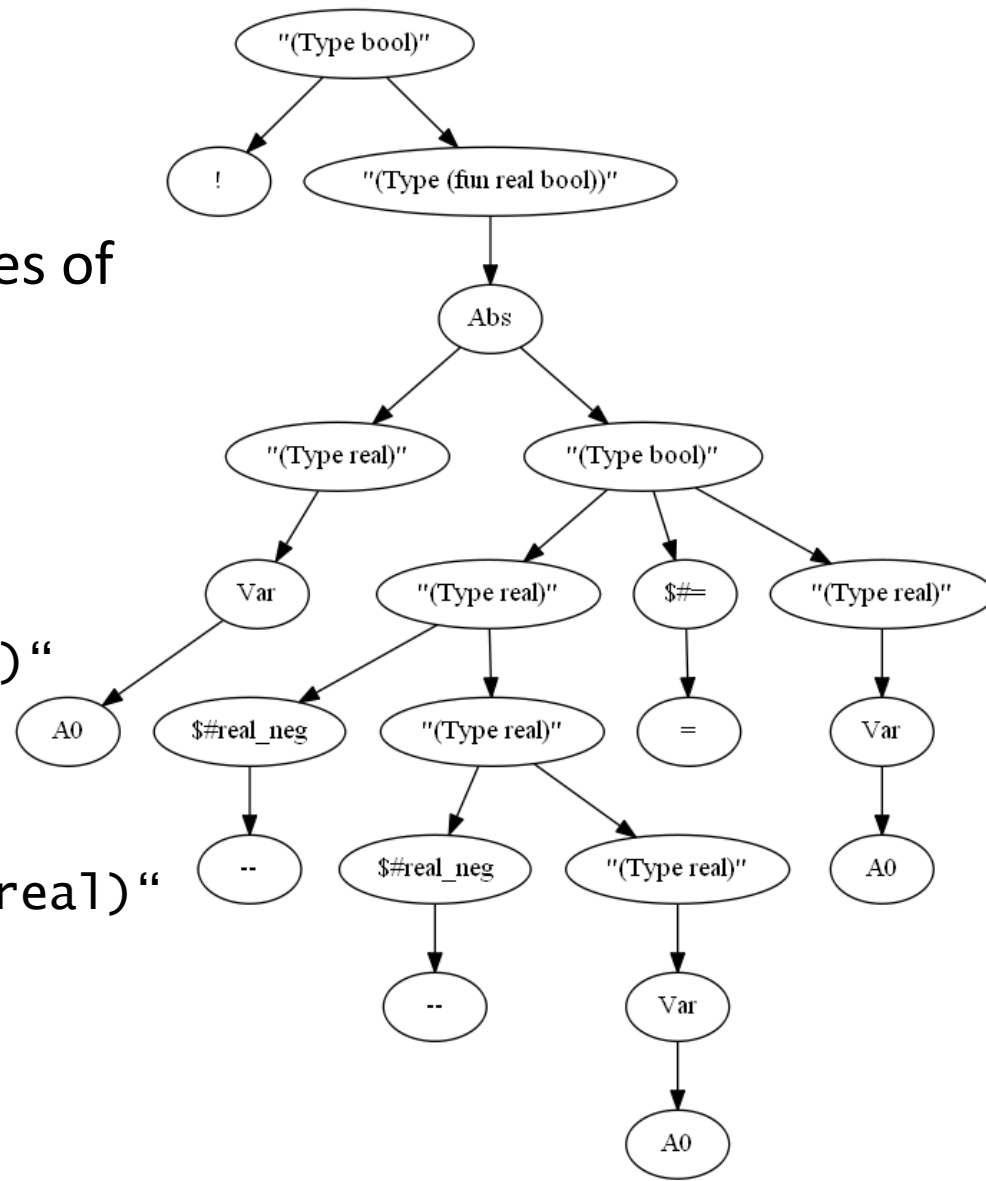 "(Type bool)"
! "(Type (fun real bool))"
es of
Abs
"(Type real)" "(Type bool)"
Var "(Type real)" $#= "(Type real)"
)“
A0 $#real_neg "(Type real)" = Var
real)“
-- $#real_neg "(Type real)" A0
-- Var
A0